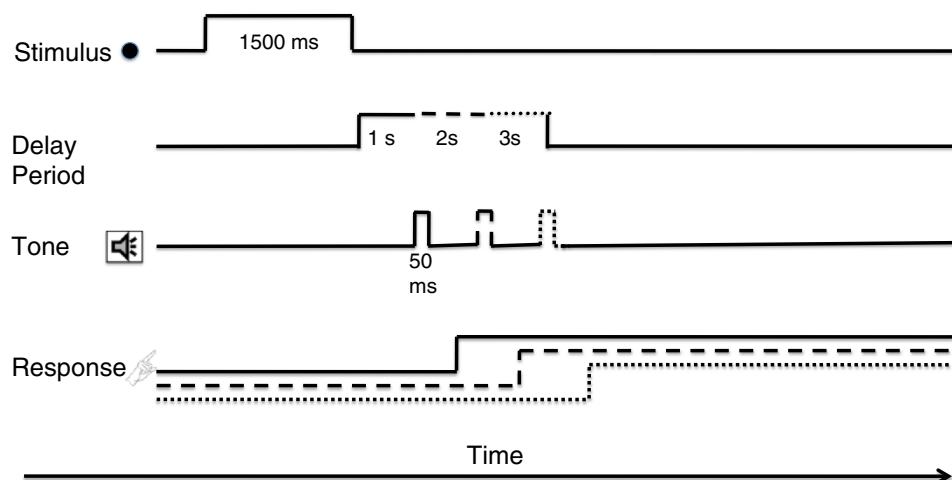 Stimulus
1500 ms
Delay
Period
1 s
2s
3s
Tone
50
ms
Response
Time